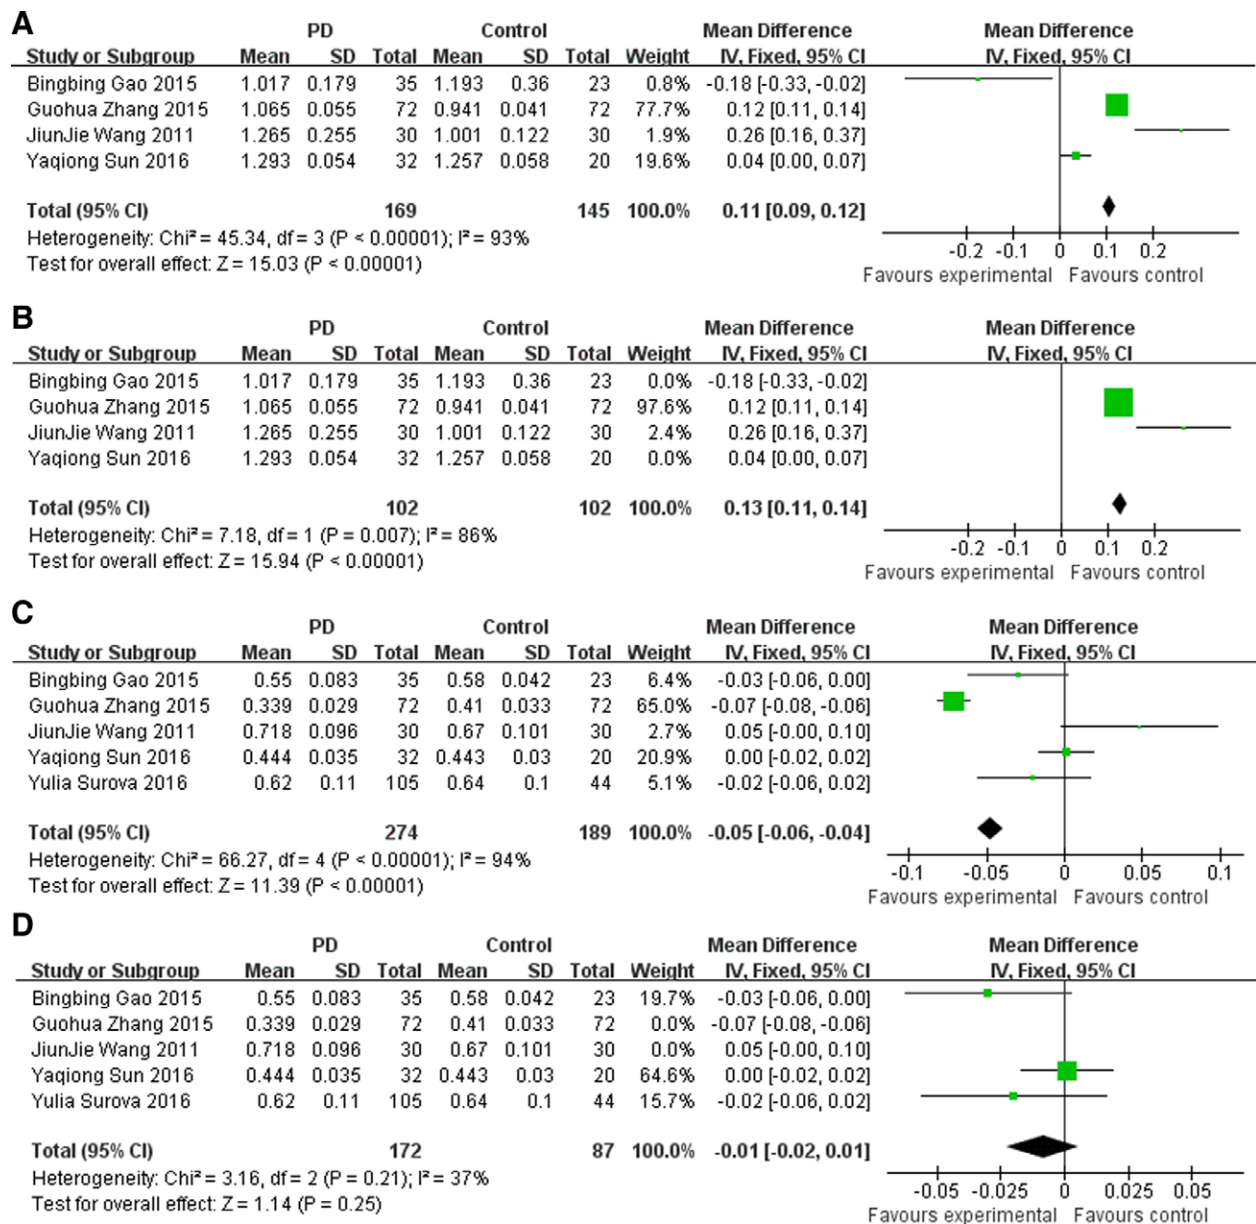 A
PD Control Mean Difference Mean Difference
Study or Subgroup Mean SD Total Mean SD Total Weight IV, Fixed, 95% CI IV, Fixed, 95% CI
Bingbing Gao 2015 1.017 0.179 35 1.193 0.36 23 0.8% -0.18 [-0.33, -0.02]
Guohua Zhang 2015 1.065 0.055 72 0.941 0.041 72 77.7% 0.12 [0.11, 0.14]
JiunJie Wang 2011 1.265 0.255 30 1.001 0.122 30 1.9% 0.26 [0.16, 0.37]
Yaqiong Sun 2016 1.293 0.054 32 1.257 0.058 20 19.6% 0.04 [0.00, 0.07]
Total (95% CI) 169 145 100.0% 0.11 [0.09, 0.12]
Heterogeneity: Chi² = 45.34, df = 3 (P < 0.00001); I² = 93%
Test for overall effect: Z = 15.03 (P < 0.00001)
-0.2 -0.1 0 0.1 0.2
Favours experimental Favours control
B
PD Control Mean Difference Mean Difference
Study or Subgroup Mean SD Total Mean SD Total Weight IV, Fixed, 95% CI IV, Fixed, 95% CI
Bingbing Gao 2015 1.017 0.179 35 1.193 0.36 23 0.0% -0.18 [-0.33, -0.02]
Guohua Zhang 2015 1.065 0.055 72 0.941 0.041 72 97.6% 0.12 [0.11, 0.14]
JiunJie Wang 2011 1.265 0.255 30 1.001 0.122 30 2.4% 0.26 [0.16, 0.37]
Yaqiong Sun 2016 1.293 0.054 32 1.257 0.058 20 0.0% 0.04 [0.00, 0.07]
Total (95% CI) 102 102 100.0% 0.13 [0.11, 0.14]
Heterogeneity: Chi² = 7.18, df = 1 (P = 0.007); I² = 86%
Test for overall effect: Z = 15.94 (P < 0.00001)
-0.2 -0.1 0 0.1 0.2
Favours experimental Favours control
C
PD Control Mean Difference Mean Difference
Study or Subgroup Mean SD Total Mean SD Total Weight IV, Fixed, 95% CI IV, Fixed, 95% CI
Bingbing Gao 2015 0.55 0.083 35 0.58 0.042 23 6.4% -0.03 [-0.06, 0.00]
Guohua Zhang 2015 0.339 0.029 72 0.41 0.033 72 65.0% -0.07 [-0.08, -0.06]
JiunJie Wang 2011 0.718 0.096 30 0.67 0.101 30 2.7% 0.05 [-0.00, 0.10]
Yaqiong Sun 2016 0.444 0.035 32 0.443 0.03 20 20.9% 0.00 [-0.02, 0.02]
Yulia Surova 2016 0.62 0.11 105 0.64 0.1 44 5.1% -0.02 [-0.06, 0.02]
Total (95% CI) 274 189 100.0% -0.05 [-0.06, -0.04]
Heterogeneity: Chi² = 66.27, df = 4 (P < 0.00001); I² = 94%
Test for overall effect: Z = 11.39 (P < 0.00001)
-0.1 -0.05 0 0.05 0.1
Favours experimental Favours control
D
PD Control Mean Difference Mean Difference
Study or Subgroup Mean SD Total Mean SD Total Weight IV, Fixed, 95% CI IV, Fixed, 95% CI
Bingbing Gao 2015 0.55 0.083 35 0.58 0.042 23 19.7% -0.03 [-0.06, 0.00]
Guohua Zhang 2015 0.339 0.029 72 0.41 0.033 72 0.0% -0.07 [-0.08, -0.06]
JiunJie Wang 2011 0.718 0.096 30 0.67 0.101 30 0.0% 0.05 [-0.00, 0.10]
Yaqiong Sun 2016 0.444 0.035 32 0.443 0.03 20 64.6% 0.00 [-0.02, 0.02]
Yulia Surova 2016 0.62 0.11 105 0.64 0.1 44 15.7% -0.02 [-0.06, 0.02]
Total (95% CI) 172 87 100.0% -0.01 [-0.02, 0.01]
Heterogeneity: Chi² = 3.16, df = 2 (P = 0.21); I² = 37%
Test for overall effect: Z = 1.14 (P = 0.25)
-0.05 -0.025 0 0.025 0.05
Favours experimental Favours control